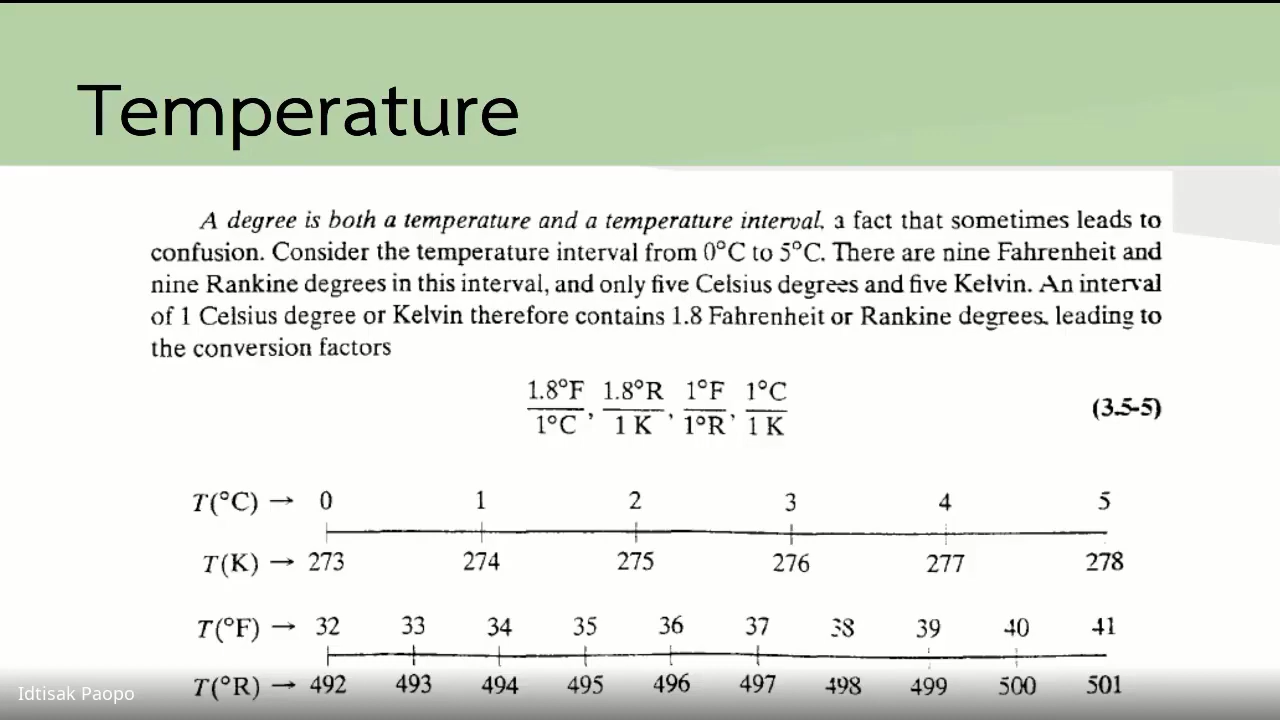 Temperature
A degree is both a temperature and a temperature interval, a fact that sometimes leads to
confusion. Consider the temperature interval from 0°C to 5°C. There are nine Fahrenheit and
nine Rankine degrees in this interval, and only five Celsius degrees and five Kelvin. An interval
of 1 Celsius degree or Kelvin therefore contains 1.8 Fahrenheit or Rankine degrees, leading to
the conversion factors
1.8°F/1°C, 1.8°R/1 K, 1°F/1°R, 1°C/1 K (3.5-5)
T(°C) → 0 1 2 3 4 5
T(K) → 273 274 275 276 277 278
T(°F) → 32 33 34 35 36 37 38 39 40 41
T(°R) → 492 493 494 495 496 497 498 499 500 501
Idtisak Paopo